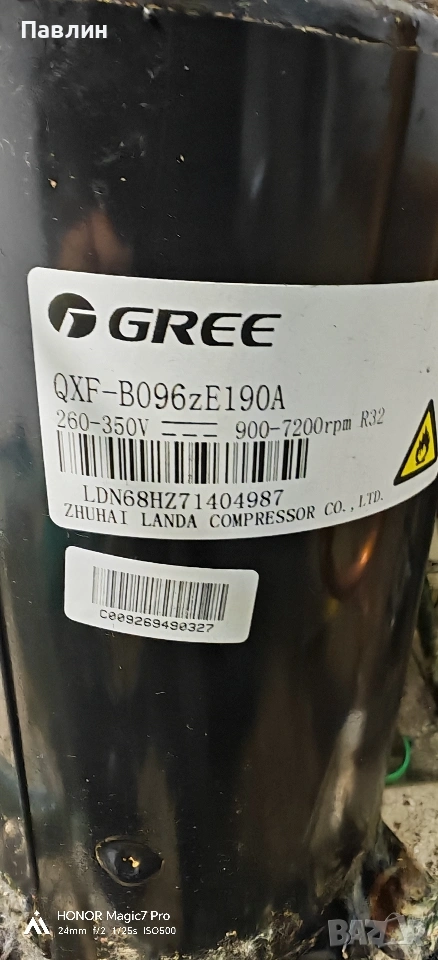 Павлин
GREE
QXF-B096zE190A
260-350V 900-7200rpm R32
LDN68HZ71404987
ZHUHAI LANDA COMPRESSOR CO.,LTD.
C009269490327
HONOR Magic7 Pro
24mm f/2 1/25s ISO500
BAZAR